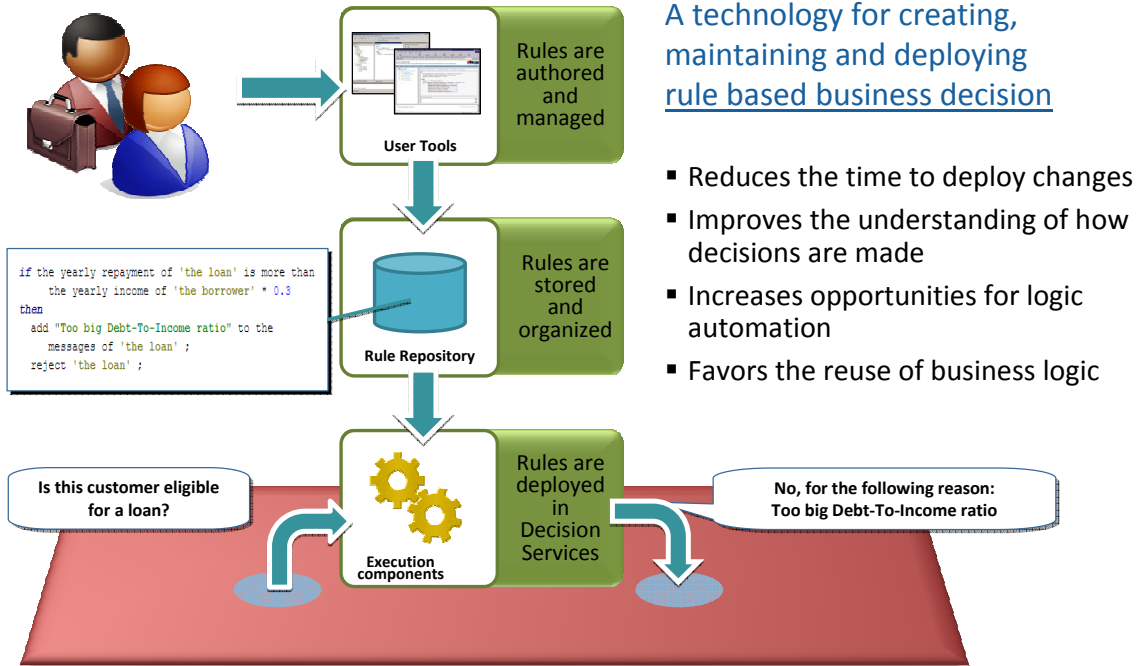 A technology for creating,
maintaining and deploying
rule based business decision
▪ Reduces the time to deploy changes
▪ Improves the understanding of how
decisions are made
▪ Increases opportunities for logic
automation
▪ Favors the reuse of business logic
User Tools
Rules are
authored
and
managed
if the yearly repayment of 'the loan' is more than
the yearly income of 'the borrower' * 0.3
then
add "Too big Debt-To-Income ratio" to the
messages of 'the loan' ;
reject 'the loan' ;
Rule Repository
Rules are
stored
and
organized
Is this customer eligible
for a loan?
Execution
components
Rules are
deployed
in
Decision
Services
No, for the following reason:
Too big Debt-To-Income ratio